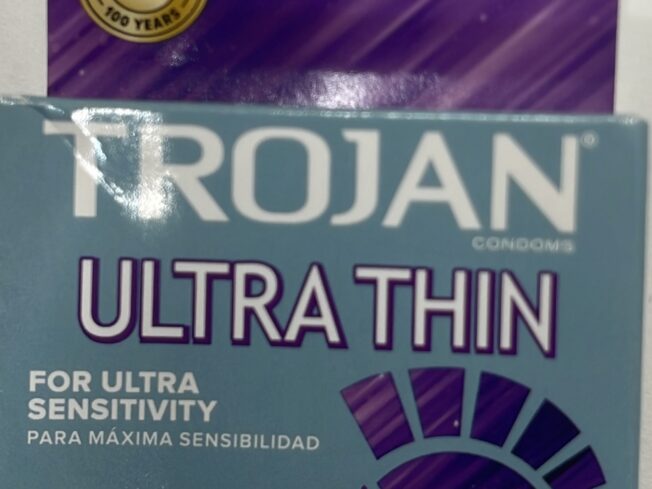 100 YEARS
TROJAN®
CONDOMS
ULTRA THIN
FOR ULTRA
SENSITIVITY
PARA MÁXIMA SENSIBILIDAD